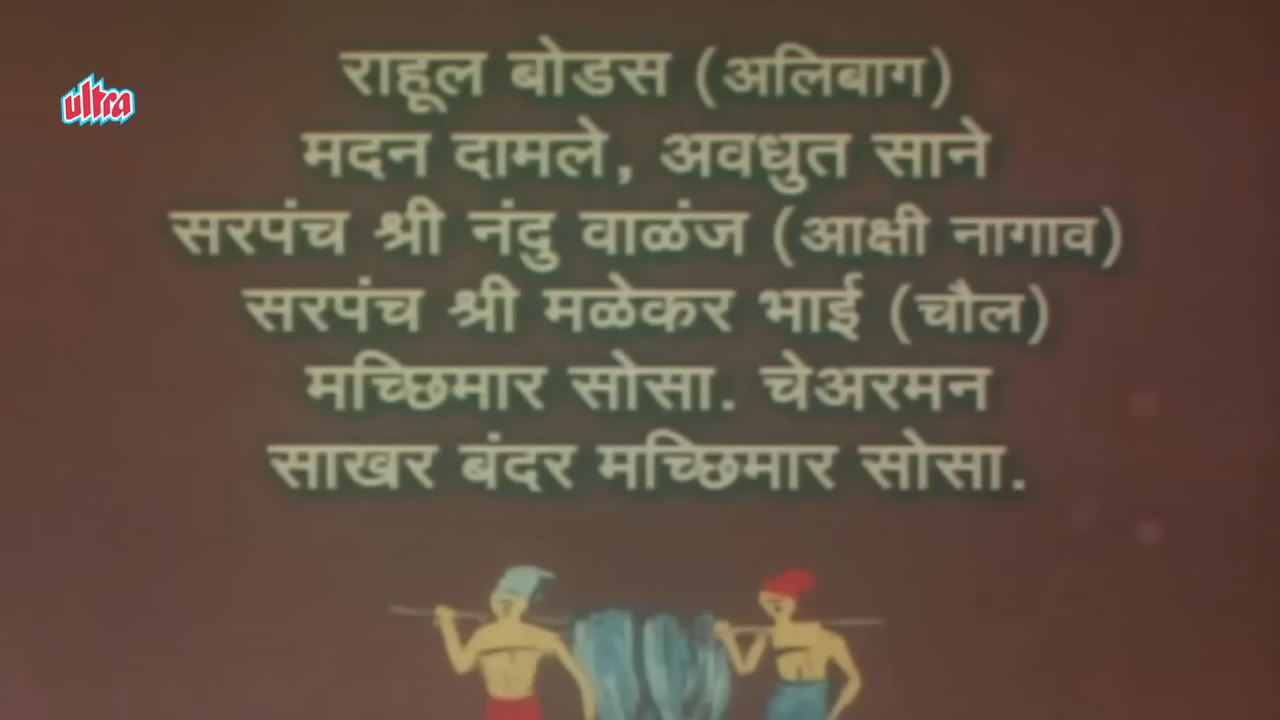 ultra
राहूल बोडस (अलिबाग)
मदन दामले, अवधुत साने
सरपंच श्री नंदु वाळंज (आक्षी नागाव)
सरपंच श्री मळेकर भाई (चौल)
मच्छिमार सोसा. चेअरमन
साखर बंदर मच्छिमार सोसा.